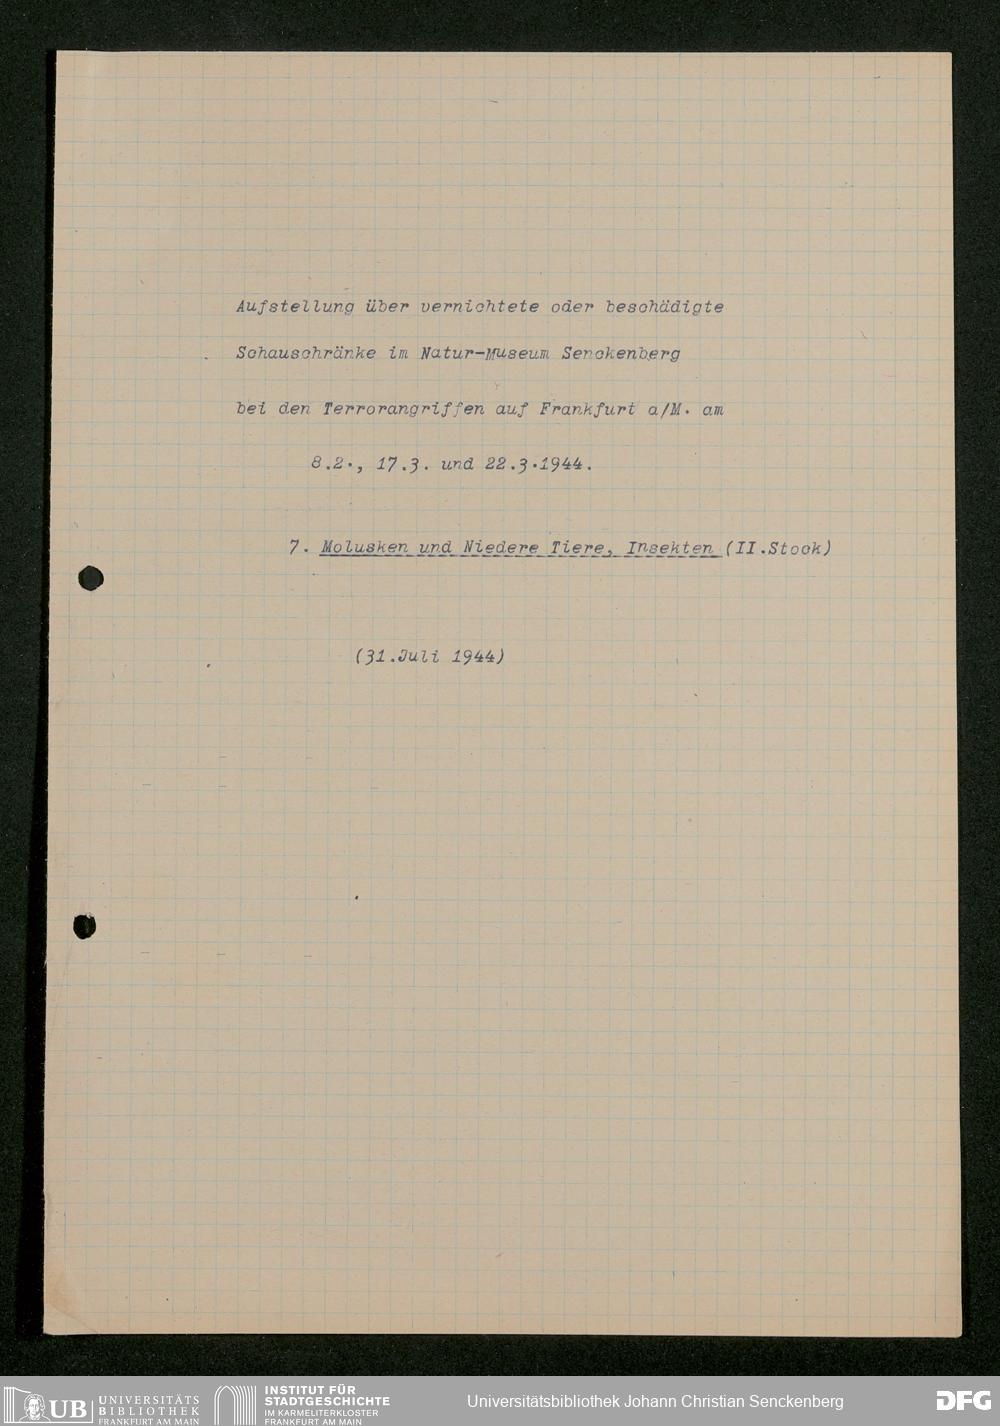 Aufstellung über vernichtete oder beschädigte
Schauschränke im Natur-Museum Senckenberg
bei den Terrorangriffen auf Frankfurt a/M. am
8.2., 17.3. und 22.3.1944.
7. Molusken und Niedere Tiere, Insekten (II.Stock)
(31.Juli 1944)
UB UNIVERSITÄTS
BIBLIOTHEK
FRANKFURT AM MAIN
INSTITUT FÜR
STADTGESCHICHTE
IM KARMELITERKLOSTER
FRANKFURT AM MAIN
Universitätsbibliothek Johann Christian Senckenberg
DFG